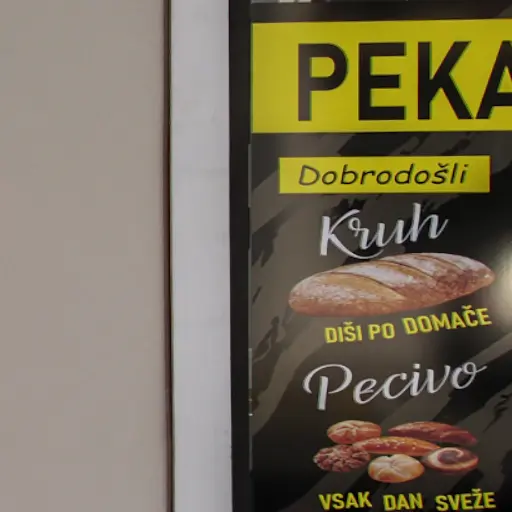 PEKA
Dobrodošli
Kruh
DIŠI PO DOMAČE
Pecivo
VSAK DAN SVEŽE